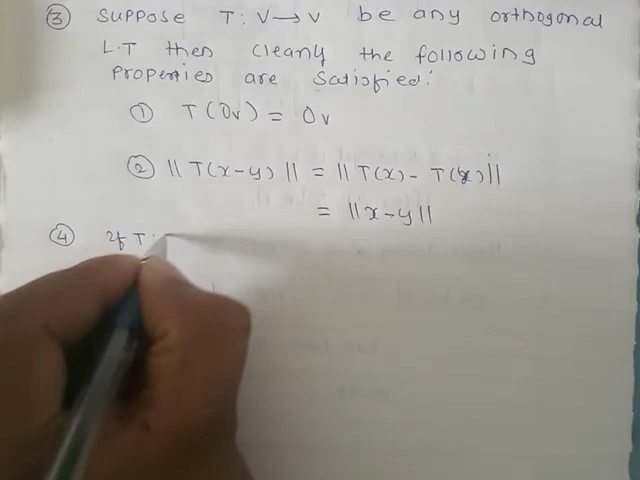 ③ Suppose T: V→V be any orthogonal
L.T then clearly the following
properties are satisfied:
① T(0v) = 0v
② ||T(x-y)|| = ||T(x)- T(y)||
= ||x-y||
④ If T: